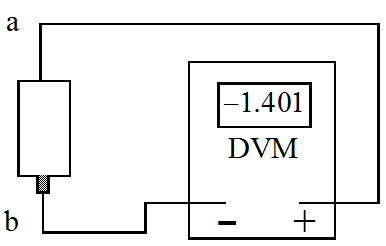 a
–1.401
DVM
b
– +